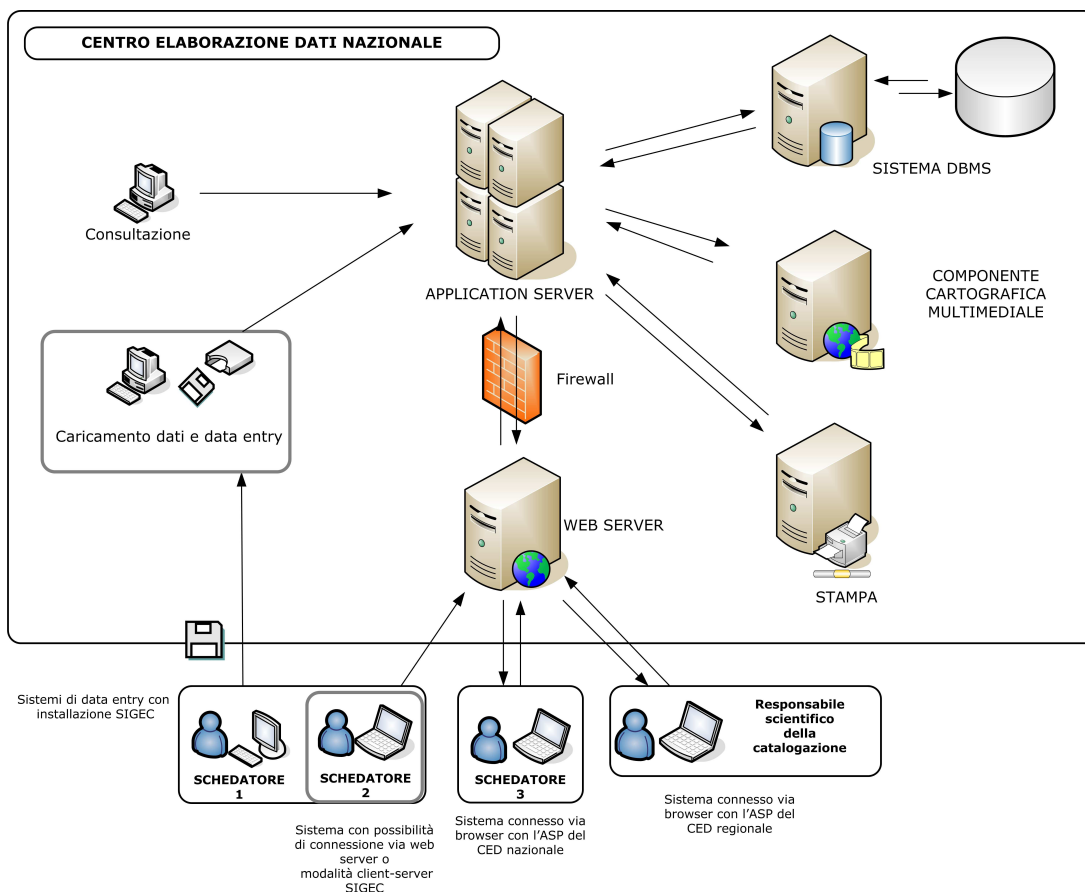 CENTRO ELABORAZIONE DATI NAZIONALE
SISTEMA DBMS
Consultazione
APPLICATION SERVER
COMPONENTE
CARTOGRAFICA
MULTIMEDIALE
Firewall
Caricamento dati e data entry
WEB SERVER
STAMPA
Sistemi di data entry con
installazione SIGEC
SCHEDATORE
1
SCHEDATORE
2
SCHEDATORE
3
Responsabile
scientifico
della
catalogazione
Sistema con possibilità
di connessione via web
server o
modalità client-server
SIGEC
Sistema connesso via
browser con l'ASP del
CED nazionale
Sistema connesso via
browser con l'ASP del
CED regionale